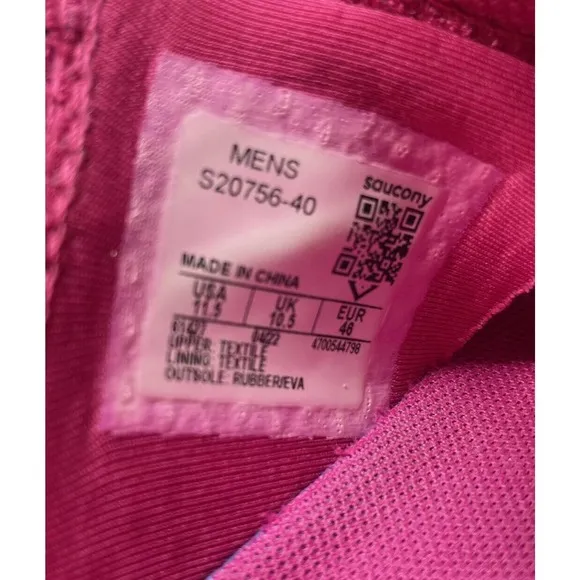 MENS
S20756-40
saucony
MADE IN CHINA
USA UK EUR
11.5 10.5 46
01421 0422 4700544798
UPPER: TEXTILE
LINING: TEXTILE
OUTSOLE: RUBBER/EVA